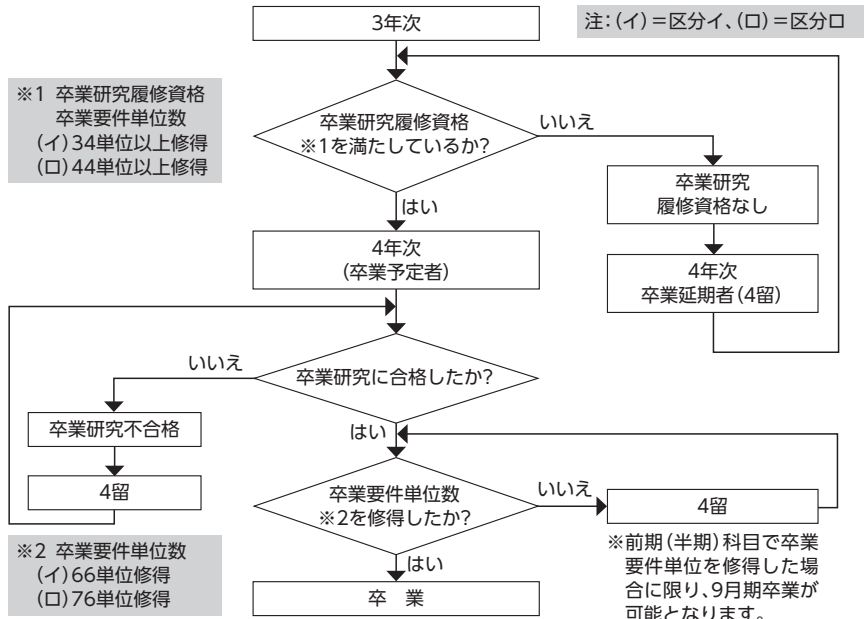 3年次
注：(イ)＝区分イ、(ロ)＝区分ロ
※1 卒業研究履修資格
卒業要件単位数
(イ)34単位以上修得
(ロ)44単位以上修得
卒業研究履修資格
※1を満たしているか？
いいえ
はい
卒業研究
履修資格なし
4年次
(卒業予定者)
4年次
卒業延期者(4留)
卒業研究に合格したか？
いいえ
はい
卒業研究不合格
4留
卒業要件単位数
※2を修得したか？
いいえ
4留
はい
※2 卒業要件単位数
(イ)66単位修得
(ロ)76単位修得
卒 業
※前期(半期)科目で卒業
要件単位を修得した場
合に限り、9月期卒業が
可能となります。